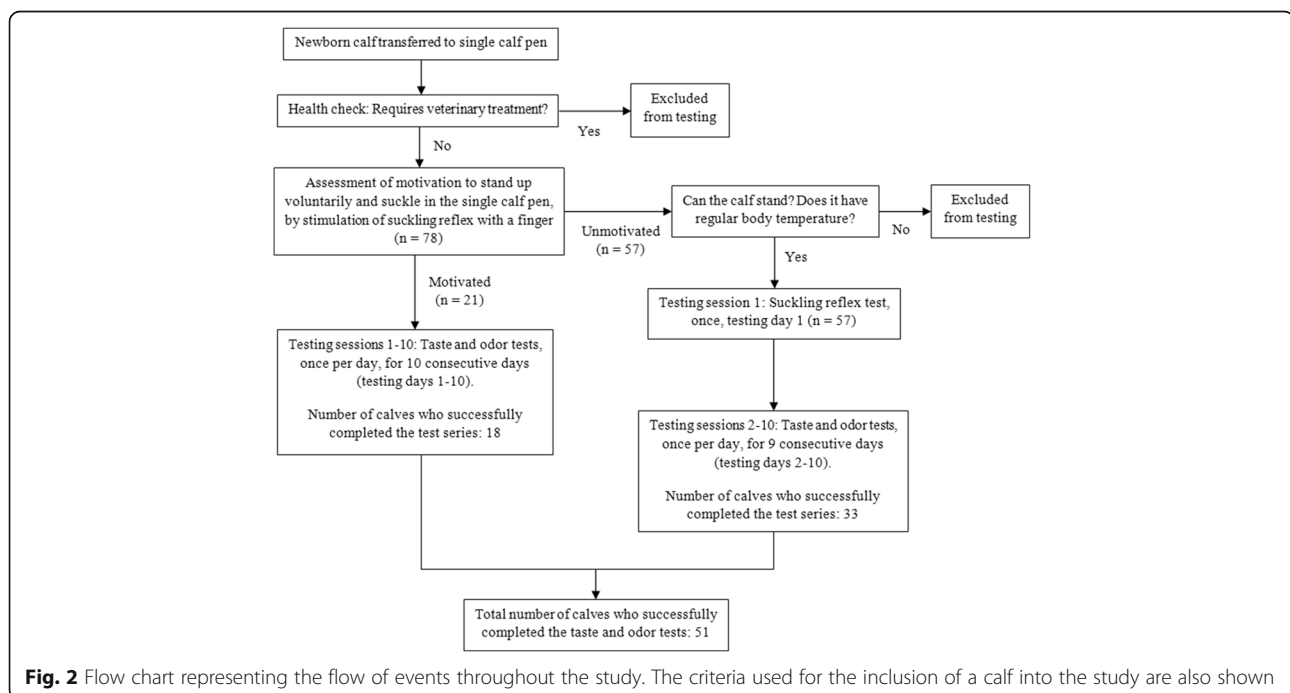 Newborn calf transferred to single calf pen
Health check: Requires veterinary treatment?
Yes
Excluded
from testing
No
Assessment of motivation to stand up
voluntarily and suckle in the single calf pen,
by stimulation of suckling reflex with a finger
(n = 78)
Unmotivated
(n = 57)
Can the calf stand? Does it have
regular body temperature?
No
Excluded
from testing
Motivated
(n = 21)
Yes
Testing session 1: Suckling reflex test,
once, testing day 1 (n = 57)
Testing sessions 1-10: Taste and odor tests,
once per day, for 10 consecutive days
(testing days 1-10).
Number of calves who successfully
completed the test series: 18
Testing sessions 2-10: Taste and odor tests,
once per day, for 9 consecutive days
(testing days 2-10).
Number of calves who successfully
completed the test series: 33
Total number of calves who successfully
completed the taste and odor tests: 51
Fig. 2 Flow chart representing the flow of events throughout the study. The criteria used for the inclusion of a calf into the study are also shown